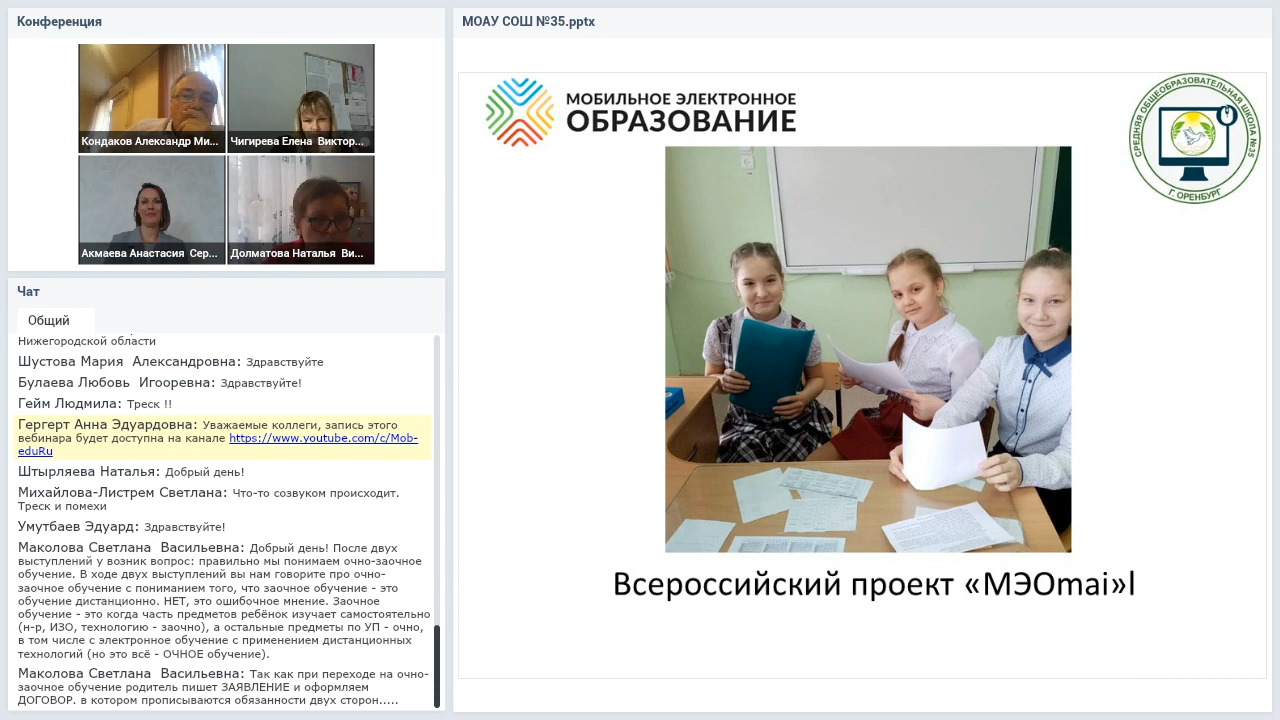 Конференция
Кондаков Александр Ми...
Чигирева Елена Виктор...
Акмаева Анастасия Сер...
Долматова Наталья Ви...
Чат
Общий
Нижегородской области
Шустова Мария Александровна: Здравствуйте
Булаева Любовь Игооревна: Здравствуйте!
Гейм Людмила: Треск !!
Гергерт Анна Эдуардовна: Уважаемые коллеги, запись этого
вебинара будет доступна на канале https://www.youtube.com/c/Mob-
eduRu
Штырляева Наталья: Добрый день!
Михайлова-Листрем Светлана: Что-то созвуком происходит.
Треск и помехи
Умутбаев Эдуард: Здравствуйте!
Маколова Светлана Васильевна: Добрый день! После двух
выступлений у возник вопрос: правильно мы понимаем очно-заочное
обучение. В ходе двух выступлений вы нам говорите про очно-
заочное обучение с пониманием того, что заочное обучение - это
обучение дистанционно. НЕТ, это ошибочное мнение. Заочное
обучение - это когда часть предметов ребёнок изучает самостоятельно
(н-р, ИЗО, технологию - заочно), а остальные предметы по УП - очно,
в том числе с электронное обучение с применением дистанционных
технологий (но это всё - ОЧНОЕ обучение).
Маколова Светлана Васильевна: Так как при переходе на очно-
заочное обучение родитель пишет ЗАЯВЛЕНИЕ и оформляем
ДОГОВОР. в котором прописываются обязанности двух сторон.....
МОАУ СОШ №35.pptx
МОБИЛЬНОЕ ЭЛЕКТРОННОЕ
ОБРАЗОВАНИЕ
СРЕДНЯЯ ОБЩЕОБРАЗОВАТЕЛЬНАЯ ШКОЛА №35
Г. ОРЕНБУРГ
Всероссийский проект «МЭОmai»l